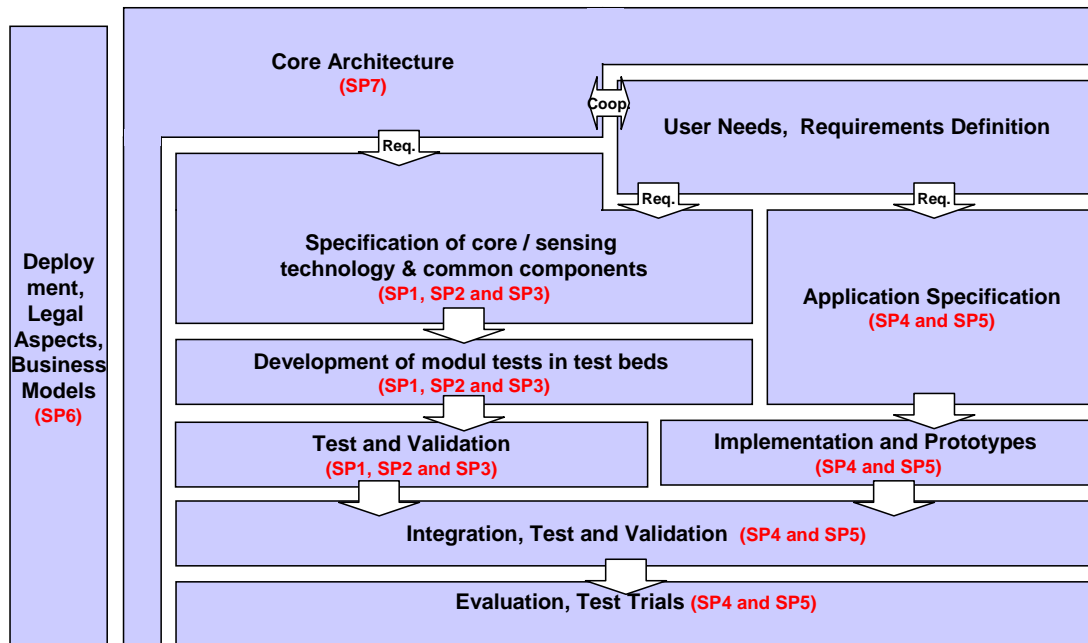 Core Architecture
(SP7)
Coop.
User Needs, Requirements Definition
Req.
Req.
Req.
Specification of core / sensing
technology & common components
(SP1, SP2 and SP3)
Application Specification
(SP4 and SP5)
Deploy
ment,
Legal
Aspects,
Business
Models
(SP6)
Development of modul tests in test beds
(SP1, SP2 and SP3)
Test and Validation
(SP1, SP2 and SP3)
Implementation and Prototypes
(SP4 and SP5)
Integration, Test and Validation (SP4 and SP5)
Evaluation, Test Trials (SP4 and SP5)